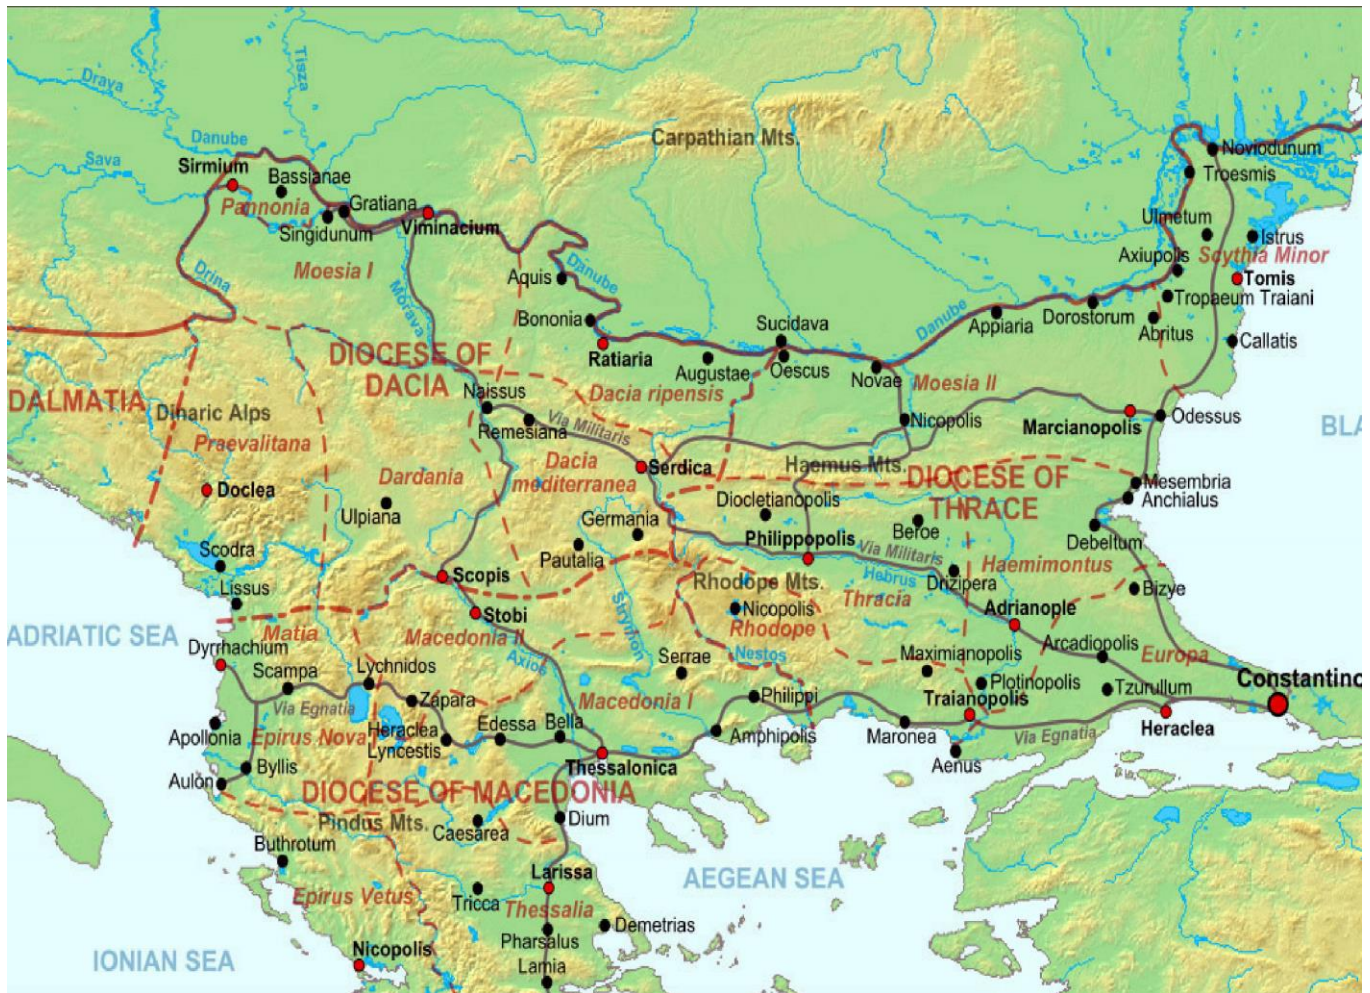 Drava
Tisza
Carpathian Mts.
Danube
Sava
Sirmium
Bassianae
Pannonia
Gratiana
Singidunum
Viminacium
Moesia I
Drina
Morava
Aquis
Danube
Bononia
Ratiaria
Noviodunum
Troesmis
Ulmetum
Istrus
Axiupolis
Scythia Minor
Tomis
Tropaeum Traiani
Danube
Dorostorum
Appiaria
Abritus
Callatis
Sucidava
Oescus
Augustae
Novae
Moesia II
DIOCESE OF
DACIA
Dacia ripensis
DALMATIA
Dinaric Alps
Praevalitana
Naissus
Remesiana
Via Militaris
Nicopolis
Marcianopolis
Odessus
BLA
Dardania
Dacia
mediterranea
Serdica
Haemus Mts.
DIOCESE OF
THRACE
Mesembria
Anchialus
Doclea
Ulpiana
Germania
Pautalia
Diocletianopolis
Beroe
Debeltum
Philippopolis
Via Militaris
Haemimontus
Scodra
Lissus
Scopis
Rhodope Mts.
Hebrus
Drizipera
Bizye
Stobi
Strymon
Nicopolis
Rhodope
Thracia
Adrianople
ADRIATIC SEA
Matia
Macedonia II
Axios
Nestos
Arcadiopolis
Europa
Dyrrhachium
Scampa
Lychnidos
Serrae
Maximianopolis
Plotinopolis
Tzurullum
Constantino
Zapara
Macedonia I
Philippi
Traianopolis
Via Egnatia
Apollonia
Epirus Nova
Heraclea
Lyncestis
Edessa
Bella
Amphipolis
Maronea
Via Egnatia
Heraclea
Aenus
Byllis
Aulon
Thessalonica
DIOCESE OF MACEDONIA
Pindus Mts.
Caesarea
Dium
Buthrotum
Larissa
AEGEAN SEA
Epirus Vetus
Tricca
Thessalia
Demetrias
Pharsalus
Nicopolis
IONIAN SEA
Lamia